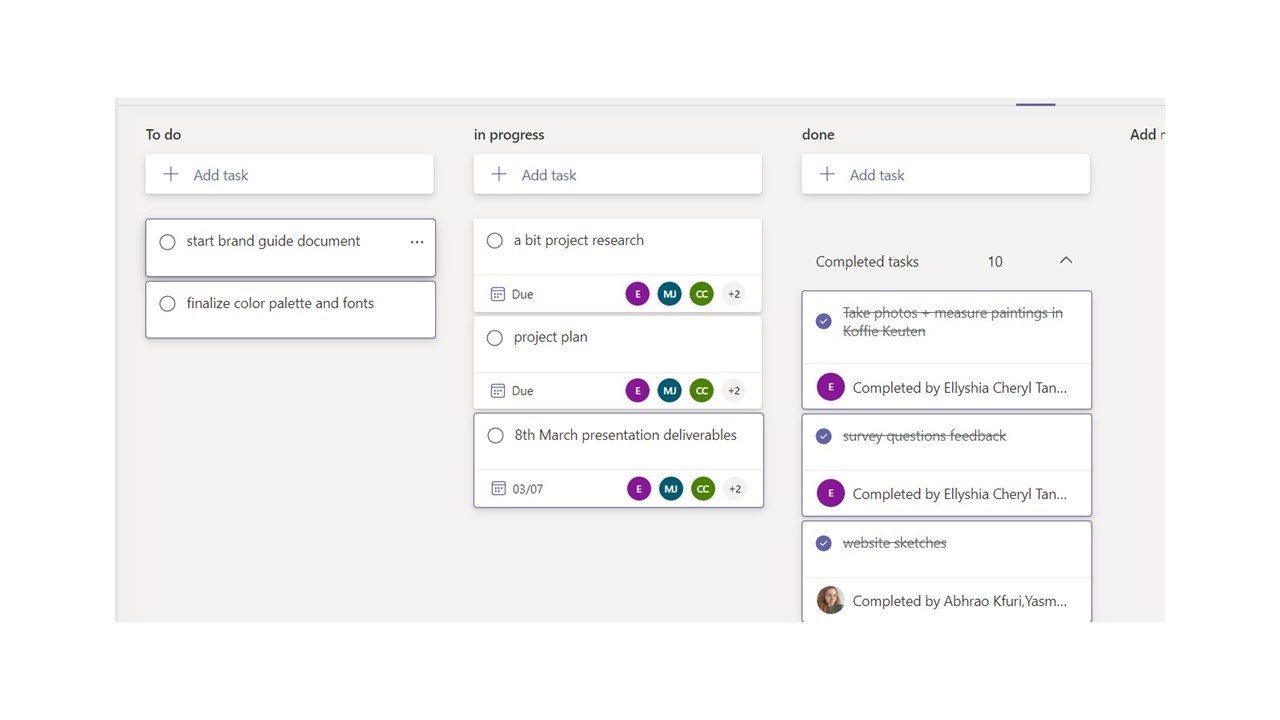 To do
Add task
start brand guide document
finalize color palette and fonts
in progress
Add task
a bit project research
Due
E MJ CC +2
project plan
Due
E MJ CC +2
8th March presentation deliverables
03/07
E MJ CC +2
done
Add task
Completed tasks 10
Take photos + measure paintings in
Koffie Keuten
E Completed by Ellyshia Cheryl Tan...
survey questions feedback
E Completed by Ellyshia Cheryl Tan...
website sketches
Completed by Abhrao Kfuri,Yasm...
Add